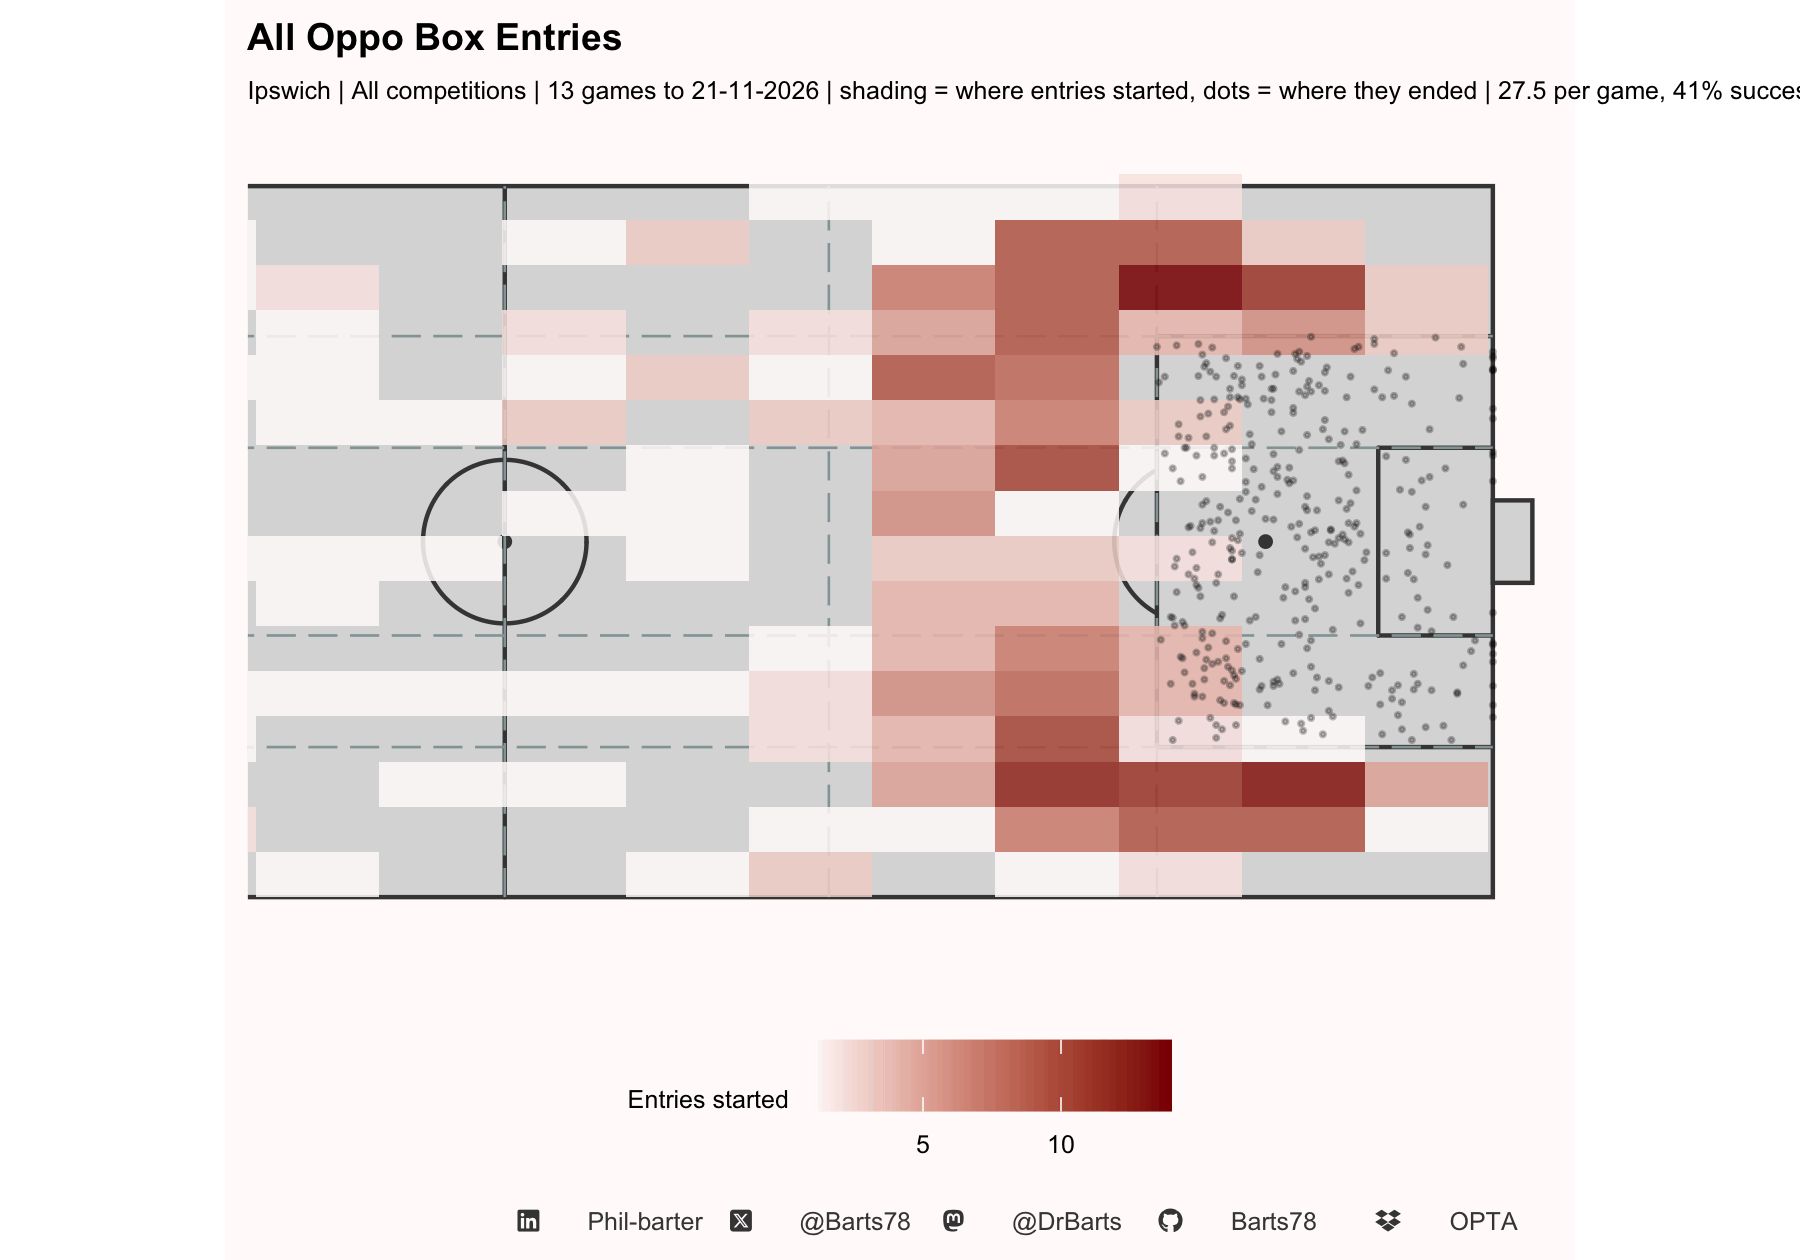 All Oppo Box Entries
Ipswich | All competitions | 13 games to 21-11-2026 | shading = where entries started, dots = where they ended | 27.5 per game, 41% succes
Entries started
5 10
Phil-barter @Barts78 @DrBarts Barts78 OPTA